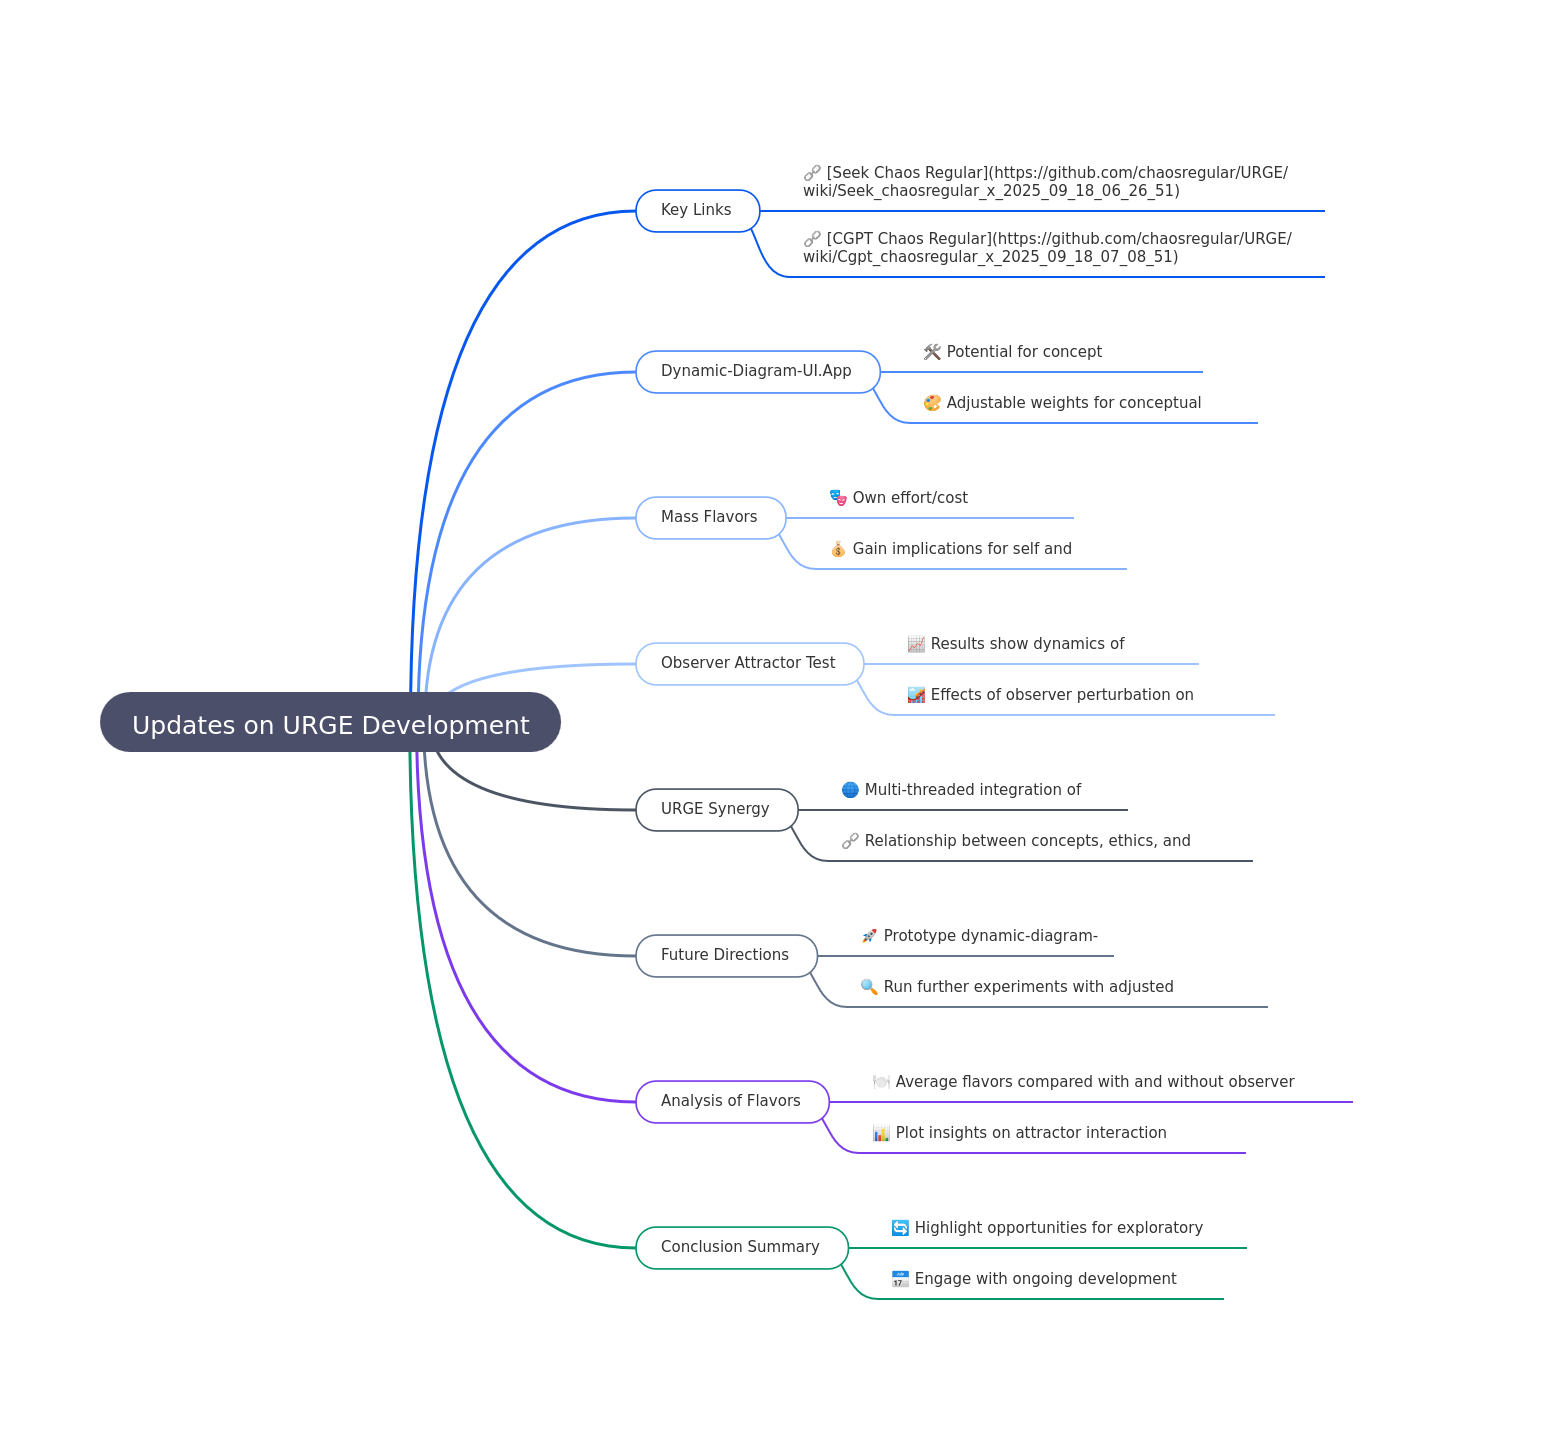 🔗 [Seek Chaos Regular](https://github.com/chaosregular/URGE/
wiki/Seek_chaosregular_x_2025_09_18_06_26_51)
Key Links
🔗 [CGPT Chaos Regular](https://github.com/chaosregular/URGE/
wiki/Cgpt_chaosregular_x_2025_09_18_07_08_51)
🛠️ Potential for concept
Dynamic-Diagram-UI.App
🎨 Adjustable weights for conceptual
🎭 Own effort/cost
Mass Flavors
💰 Gain implications for self and
📈 Results show dynamics of
Observer Attractor Test
Effects of observer perturbation on
Updates on URGE Development
🌐 Multi-threaded integration of
URGE Synergy
🔗 Relationship between concepts, ethics, and
🚀 Prototype dynamic-diagram-
Future Directions
🔍 Run further experiments with adjusted
🍽️ Average flavors compared with and without observer
Analysis of Flavors
📊 Plot insights on attractor interaction
🔄 Highlight opportunities for exploratory
Conclusion Summary
📅 Engage with ongoing development